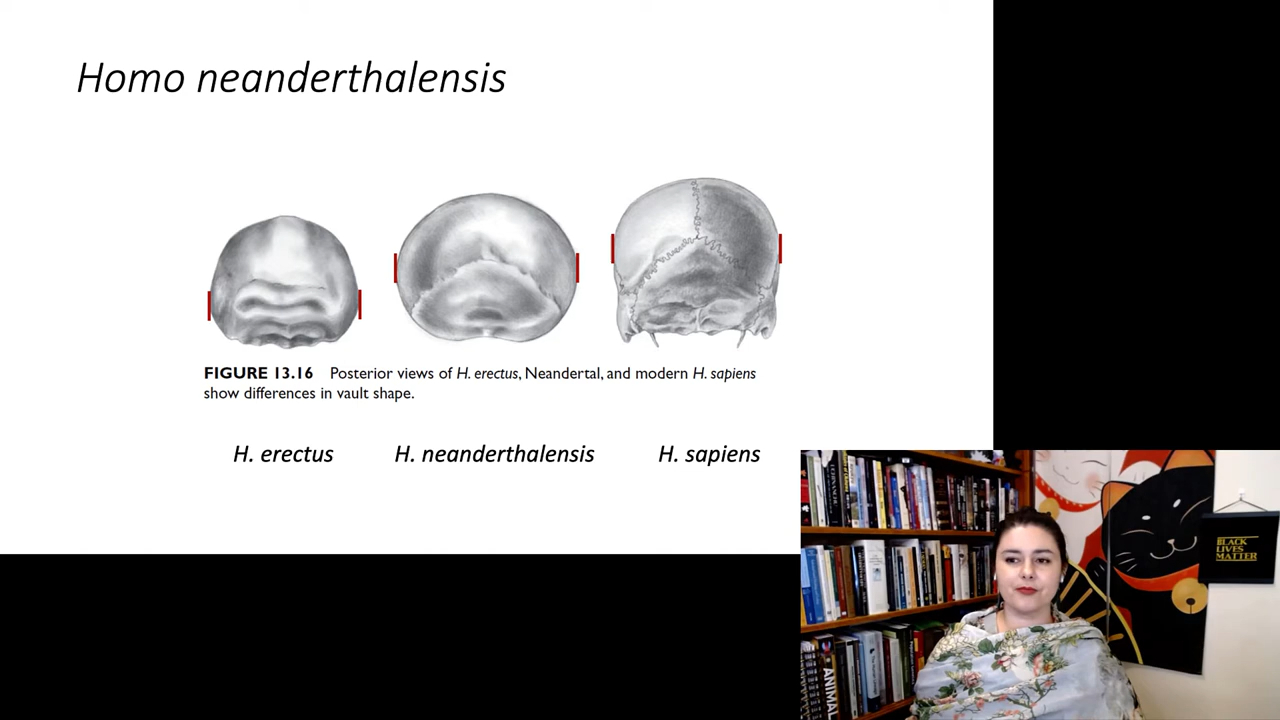 Homo neanderthalensis
FIGURE 13.16 Posterior views of H. erectus, Neandertal, and modern H. sapiens
show differences in vault shape.
H. erectus H. neanderthalensis H. sapiens
BLACK
LIVES
MATTER
ANIMAL